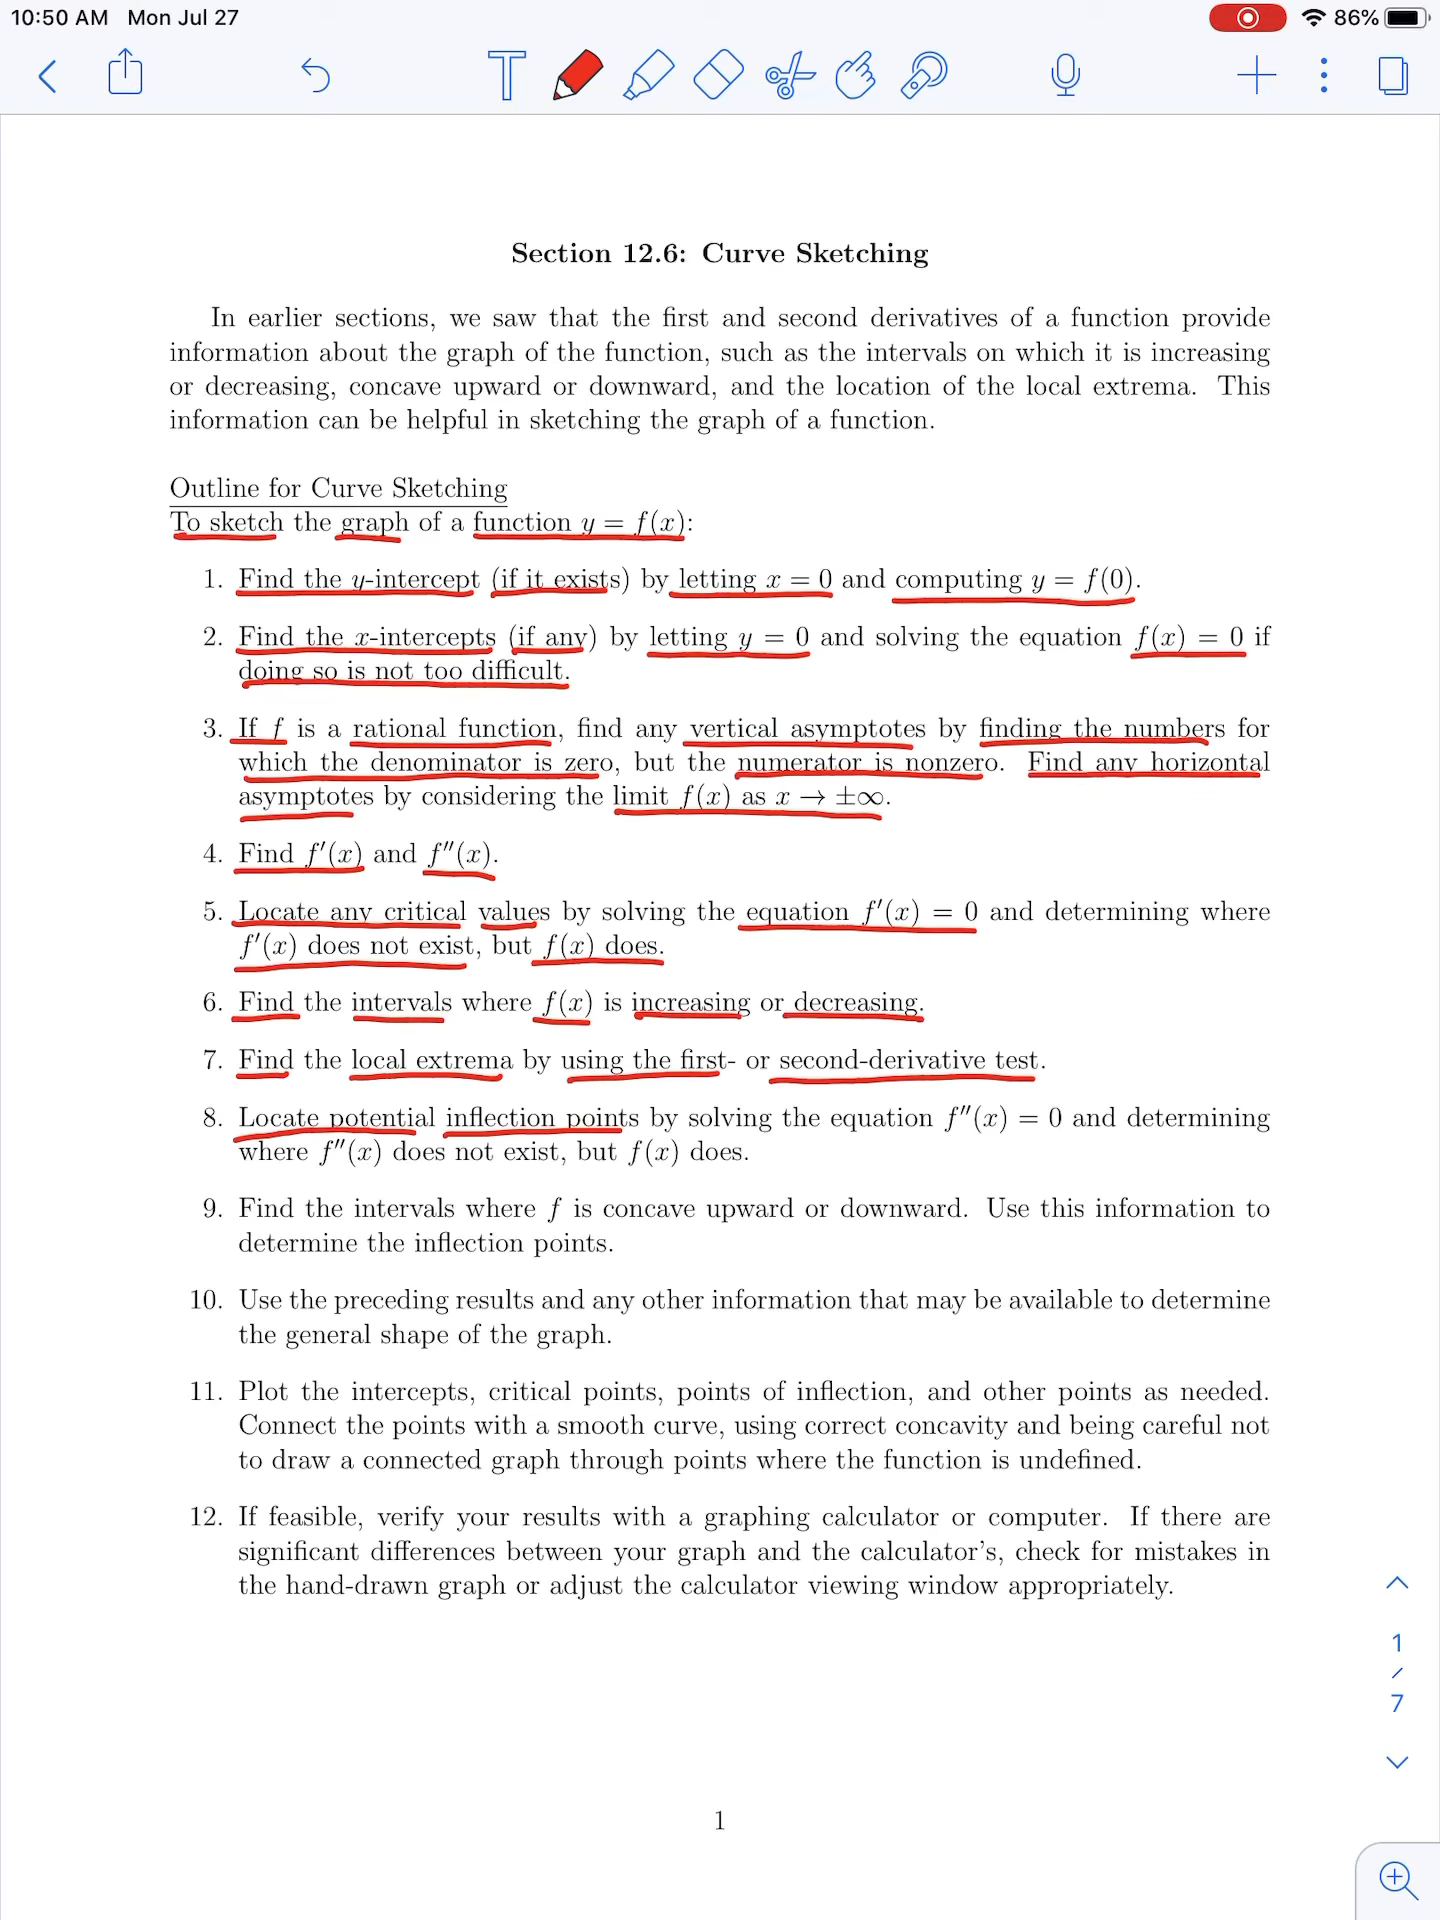 10:50 AM Mon Jul 27
86%
Section 12.6: Curve Sketching
In earlier sections, we saw that the first and second derivatives of a function provide
information about the graph of the function, such as the intervals on which it is increasing
or decreasing, concave upward or downward, and the location of the local extrema. This
information can be helpful in sketching the graph of a function.
Outline for Curve Sketching
To sketch the graph of a function y = f(x):
1. Find the y-intercept (if it exists) by letting x = 0 and computing y = f(0).
2. Find the x-intercepts (if any) by letting y = 0 and solving the equation f(x) = 0 if
doing so is not too difficult.
3. If f is a rational function, find any vertical asymptotes by finding the numbers for
which the denominator is zero, but the numerator is nonzero. Find any horizontal
asymptotes by considering the limit f(x) as x → ±∞.
4. Find f′(x) and f″(x).
5. Locate any critical values by solving the equation f′(x) = 0 and determining where
f′(x) does not exist, but f(x) does.
6. Find the intervals where f(x) is increasing or decreasing.
7. Find the local extrema by using the first- or second-derivative test.
8. Locate potential inflection points by solving the equation f″(x) = 0 and determining
where f″(x) does not exist, but f(x) does.
9. Find the intervals where f is concave upward or downward. Use this information to
determine the inflection points.
10. Use the preceding results and any other information that may be available to determine
the general shape of the graph.
11. Plot the intercepts, critical points, points of inflection, and other points as needed.
Connect the points with a smooth curve, using correct concavity and being careful not
to draw a connected graph through points where the function is undefined.
12. If feasible, verify your results with a graphing calculator or computer. If there are
significant differences between your graph and the calculator's, check for mistakes in
the hand-drawn graph or adjust the calculator viewing window appropriately.
1
/
7
1